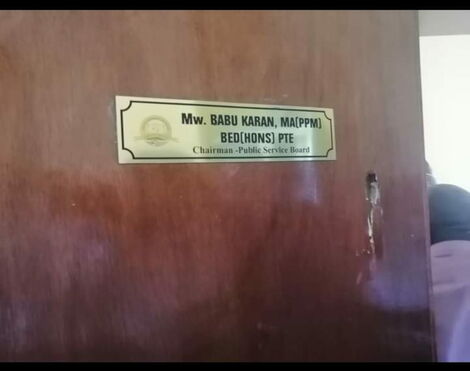 Mw. BABU KARAN, MA(PPM)
BED(HONS) PTE
Chairman -Public Service Board